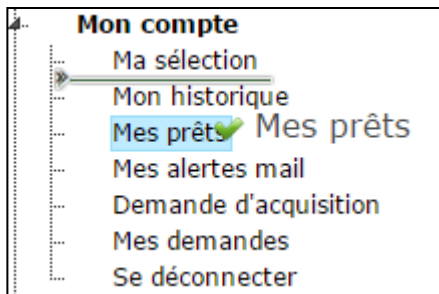 Mon compte
Ma sélection
Mon historique
Mes prêts Mes prêts
Mes alertes mail
Demande d'acquisition
Mes demandes
Se déconnecter